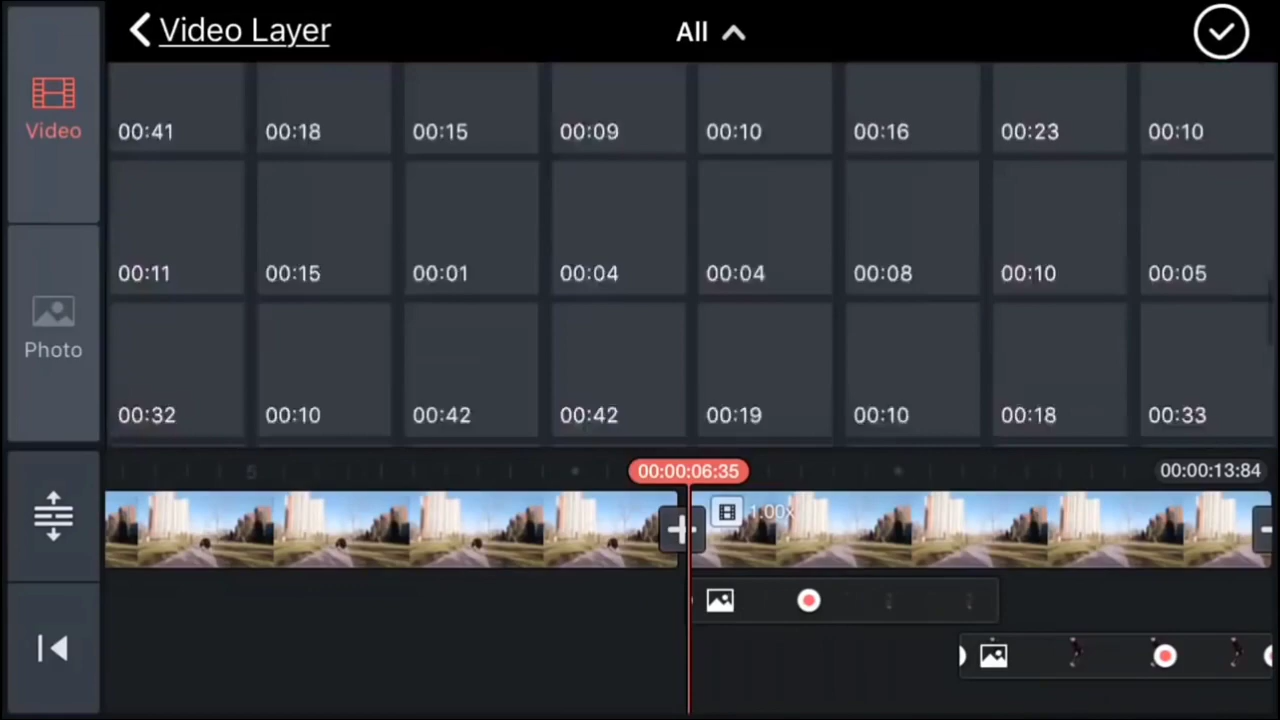 Video Layer
All
Video
00:41 00:18 00:15 00:09 00:10 00:16 00:23 00:10
00:11 00:15 00:01 00:04 00:04 00:08 00:10 00:05
Photo
00:32 00:10 00:42 00:42 00:19 00:10 00:18 00:33
5
00:00:06:35
00:00:13:84
1.00x